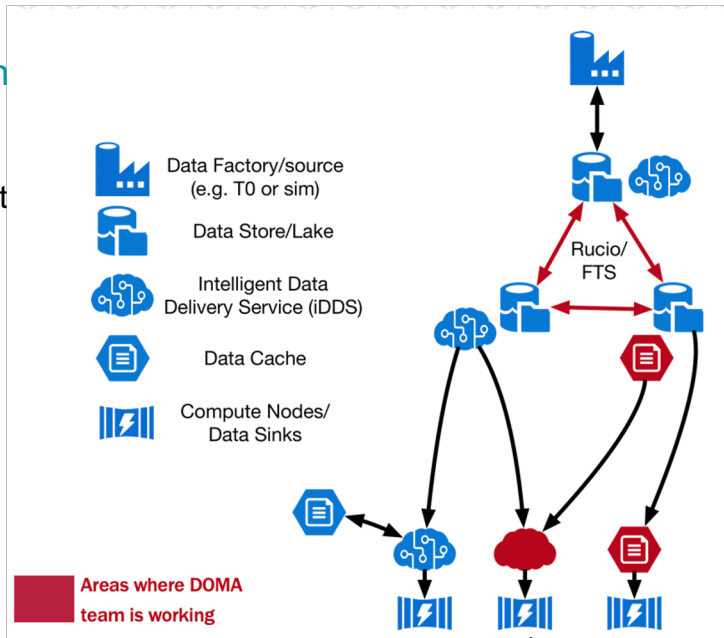 n
t
Data Factory/source
(e.g. T0 or sim)
Data Store/Lake
Intelligent Data
Delivery Service (iDDS)
Data Cache
Compute Nodes/
Data Sinks
Rucio/
FTS
Areas where DOMA
team is working